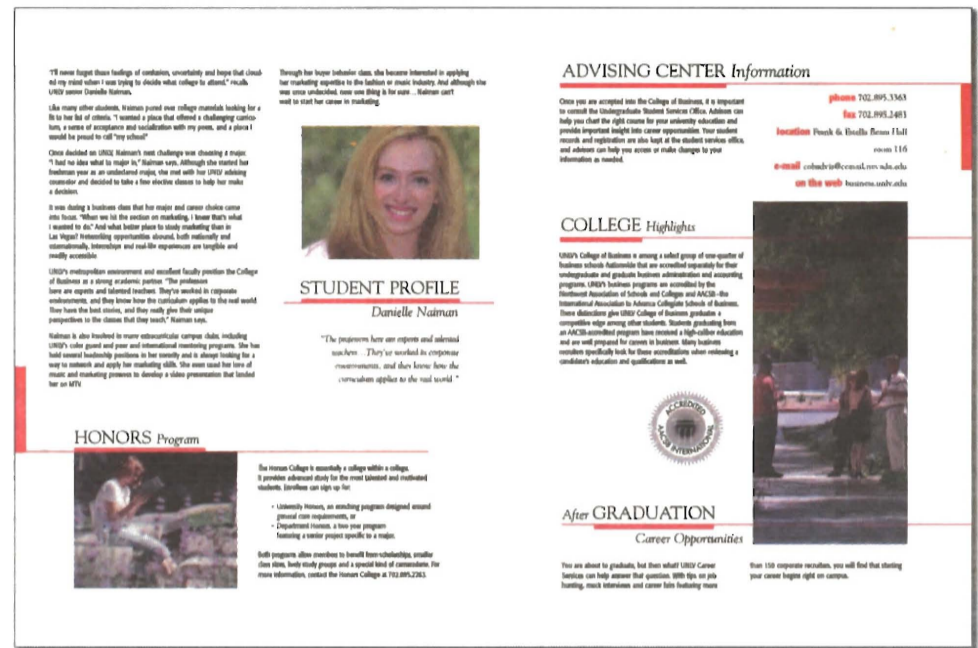 "I'll never forget those feelings of confusion, uncertainty and hope that cloud-
ed my mind when I was trying to decide what college to attend," recalls
UNLV senior Danielle Naiman.
Like many other students, Naiman pored over college materials looking for a
fit to her list of criteria. "I wanted a place that offered a challenging curricu-
lum, a sense of acceptance and socialization with my peers, and a place I
would be proud to call "my school"
Once decided on UNLV, Naiman's next challenge was choosing a major.
"I had no idea what to major in," Naiman says. Although she started her
freshman year as an undeclared major, she met with her UNLV advising
counselor and decided to take a few elective classes to help her make
a decision.
It was during a business class that her major and career choice came
into focus. "When we hit the section on marketing, I knew that's what
I wanted to do." And what better place to study marketing than in
Las Vegas? Networking opportunities abound, both nationally and
internationally. Internships and real-life experiences are tangible and
readily accessible.
UNLV's metropolitan environment and excellent faculty position the College
of Business as a strong academic partner. "The professors
here are experts and talented teachers. They've worked in corporate
environments, and they know how the curriculum applies to the real world.
They have the best stories, and they really give their unique
perspectives to the classes that they teach," Naiman says.
Naiman is also involved in many extracurricular campus clubs, including
UNLV's color guard and peer and international mentoring programs. She has
held several leadership positions in her sorority and is always looking for a
way to network and apply her marketing skills. She even used her love of
music and marketing prowess to develop a video presentation that landed
her on MTV.
Through her buyer behavior class, she became interested in applying
her marketing expertise to the fashion or music industry. And although she
was once undecided, now one thing is for sure... Naiman can't
wait to start her career in marketing.
STUDENT PROFILE
Danielle Naiman
"The professors here are experts and talented
teachers... They've worked in corporate
environments, and they know how the
curriculum applies to the real world."
HONORS Program
The Honors College is essentially a college within a college.
It provides advanced study for the most talented and motivated
students. Enrollees can sign up for:
• University Honors, an enriching program designed around
general core requirements, or
• Department Honors, a two year program
featuring a senior project specific to a major.
Both programs allow members to benefit from scholarships, smaller
class sizes, lively study groups and a special kind of camaraderie. For
more information, contact the Honors College at 702.895.2263.
ADVISING CENTER Information
Once you are accepted into the College of Business, it is important
to consult the Undergraduate Student Services Office. Advisors can
help you chart the right course for your university education and
provide important insight into career opportunities. Your student
records and registration are also kept at the student services office,
and advisors can help you access or make changes to your
information as needed.
phone 702.895.3363
fax 702.895.2481
location Frank & Estella Beam Hall
room 116
e-mail
on the web business.unlv.edu
COLLEGE Highlights
UNLV's College of Business is among a select group of one-quarter of
business schools nationwide that are accredited separately for their
undergraduate and graduate business administration and accounting
programs. UNLV's business programs are accredited by the
Northwest Association of Schools and Colleges and AACSB–the
International Association to Advance Collegiate Schools of Business.
These distinctions give UNLV College of Business graduates a
competitive edge among other students. Students graduating from
an AACSB-accredited program have received a high-caliber education
and are well prepared for careers in business. Many business
recruiters specifically look for these accreditations when reviewing a
candidate's education and qualifications as well.
ACCREDITED
AACSB INTERNATIONAL
After GRADUATION
Career Opportunities
You are about to graduate, but then what? UNLV Career
Services can help answer that question. With tips on job
hunting, mock interviews and career fairs featuring more
than 150 corporate recruiters, you will find that starting
your career begins right on campus.